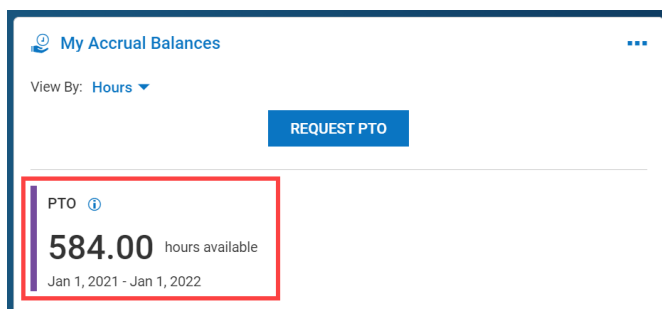 My Accrual Balances
View By: Hours
REQUEST PTO
PTO
584.00 hours available
Jan 1, 2021 - Jan 1, 2022